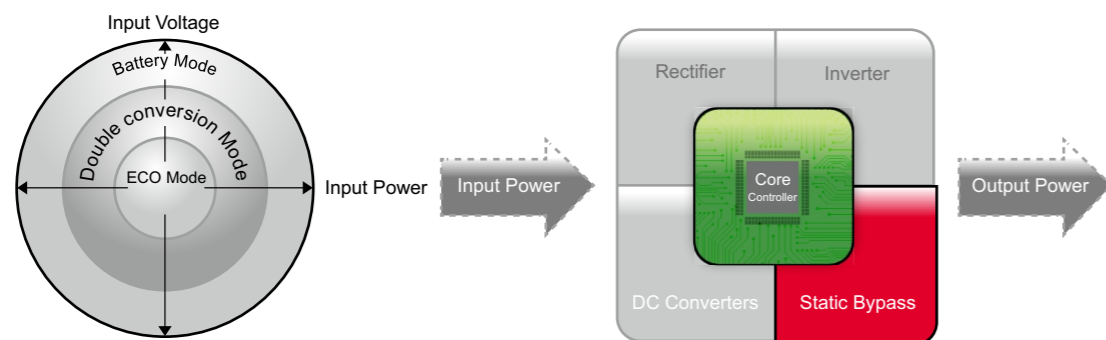 Input Voltage
Battery Mode
Double conversion Mode
ECO Mode
Input Power
Input Power
Rectifier
Inverter
Core
Controller
DC Converters
Static Bypass
Output Power